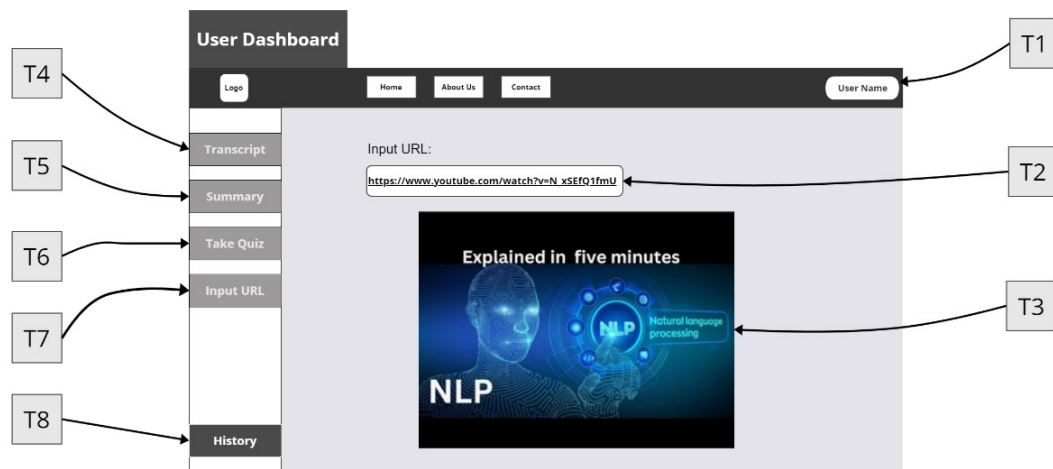 User Dashboard
T1
T4
Logo
Home
About Us
Contact
User Name
Transcript
Input URL:
T5
T2
https://www.youtube.com/watch?v=N_xSEfQ1fmU
Summary
Explained in five minutes
T6
Take Quiz
Input URL
NLP
Natural language
processing
T3
T7
NLP
T8
History